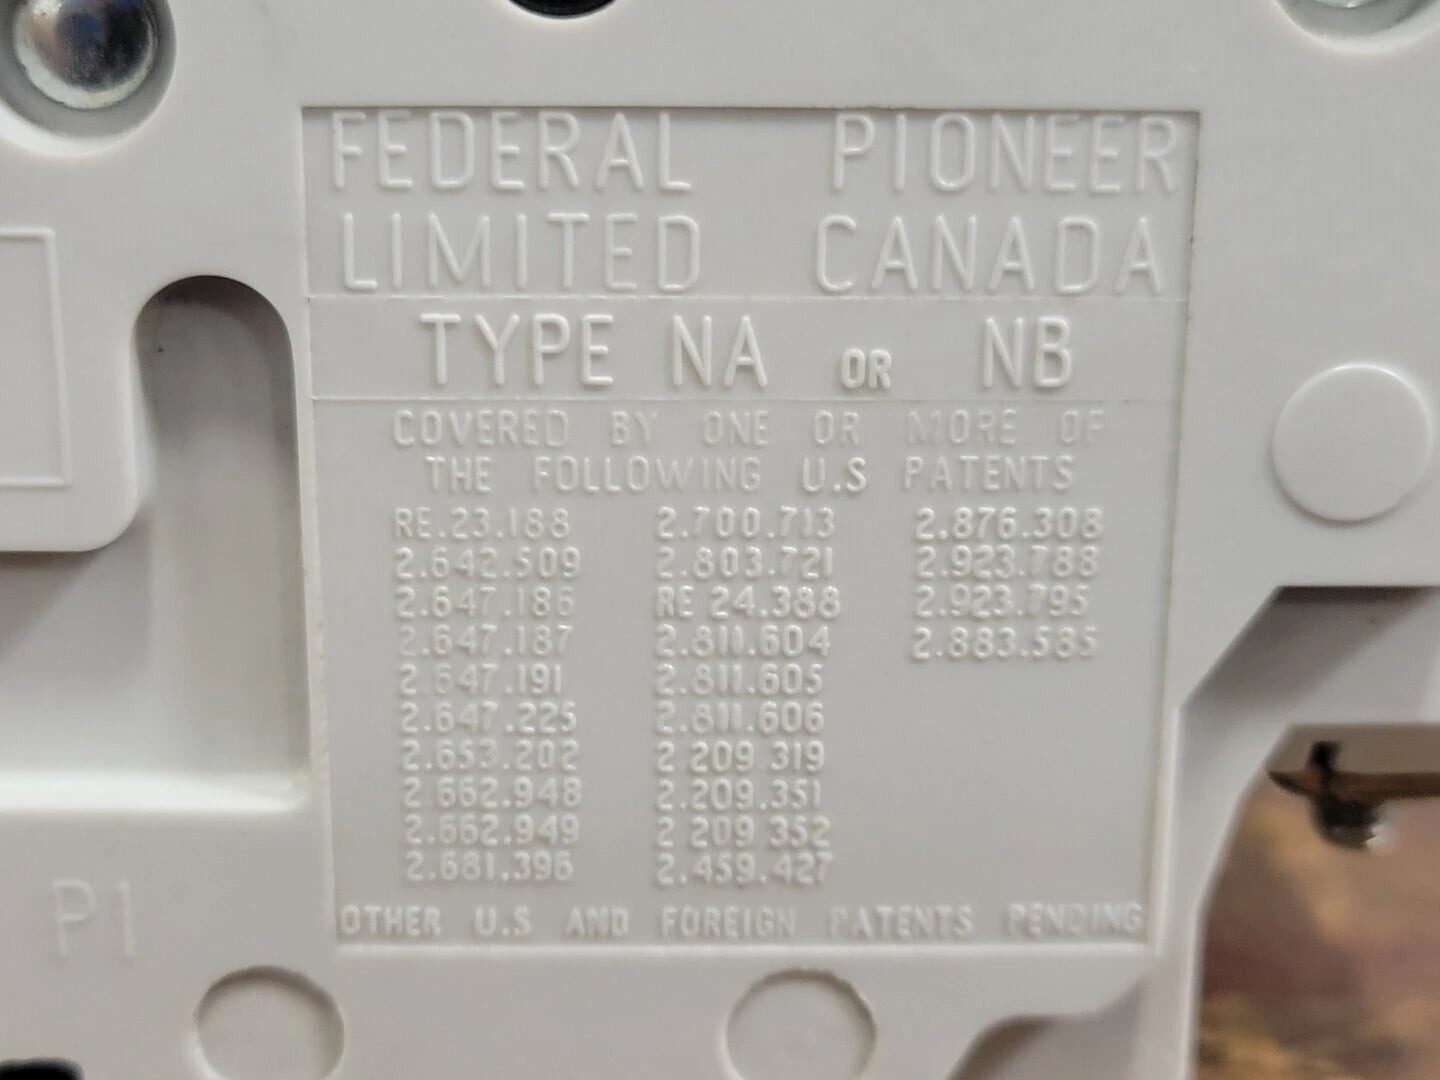 FEDERAL PIONEER
LIMITED CANADA
TYPE NA OR NB
COVERED BY ONE OR MORE OF
THE FOLLOWING U.S PATENTS
RE.23.188 2.700.713 2.876.308
2.642.509 2.803.721 2.923.788
2.647.186 RE 24.388 2.923.795
2.647.187 2.811.604 2.883.585
2.647.191 2.811.605
2.647.225 2.811.606
2.653.202 2 209 319
2 662.948 2.209.351
2.662.949 2 209 352
2.681.396 2.459.427
OTHER U.S AND FOREIGN PATENTS PENDING
P1